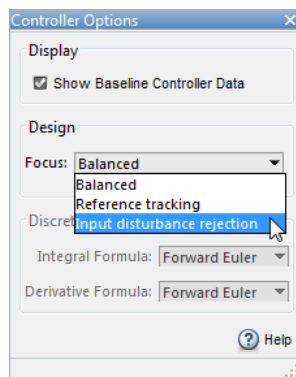 Controller Options
Display
Show Baseline Controller Data
Design
Focus: Balanced
Balanced
Reference tracking
Input disturbance rejection
Discret
Integral Formula: Forward Euler
Derivative Formula: Forward Euler
Help